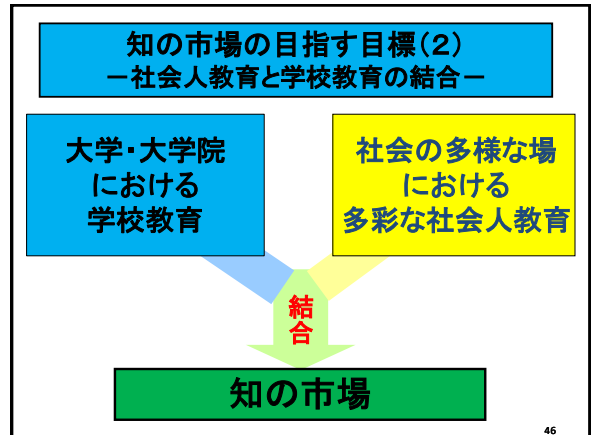 知の市場の目指す目標(2)
－社会人教育と学校教育の結合－
大学・大学院
における
学校教育
社会の多様な場
における
多彩な社会人教育
結
合
知の市場
46